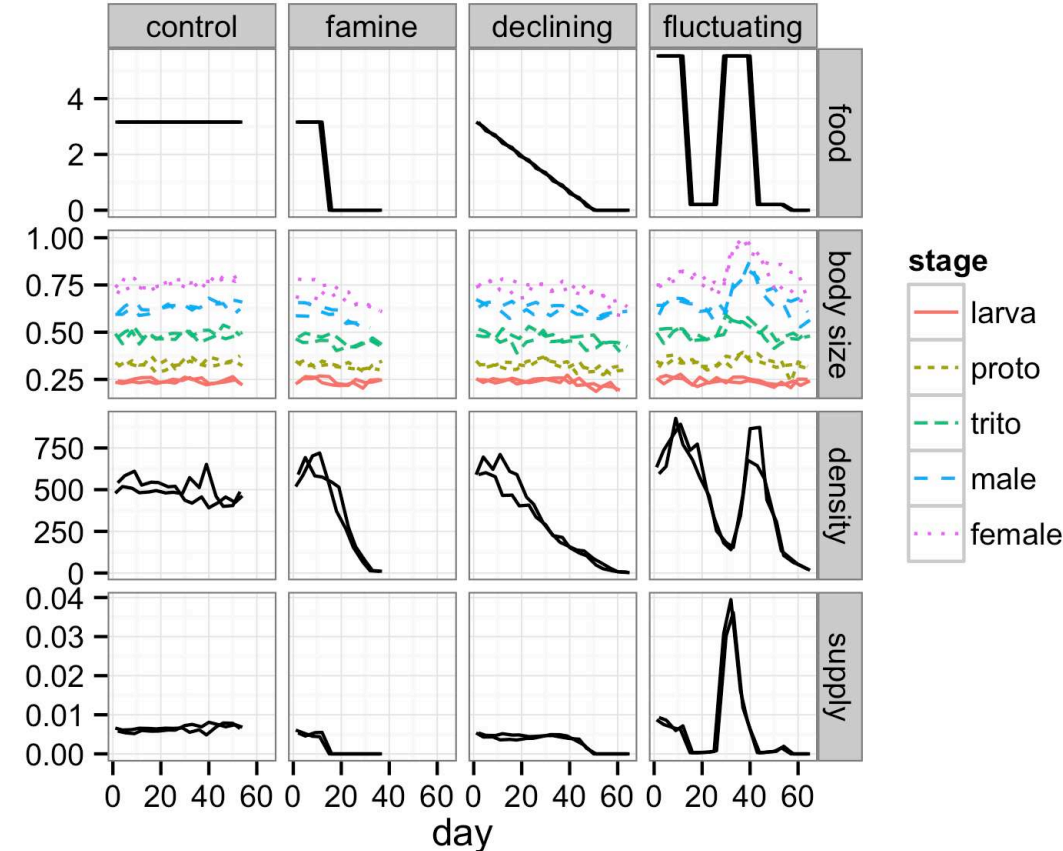 control famine declining fluctuating
4
2
0
food
1.00
0.75
0.50
0.25
body size
750
500
250
0
density
0.04
0.03
0.02
0.01
0.00
supply
0 20 40 60 0 20 40 60 0 20 40 60 0 20 40 60
day
stage
larva
proto
trito
male
female